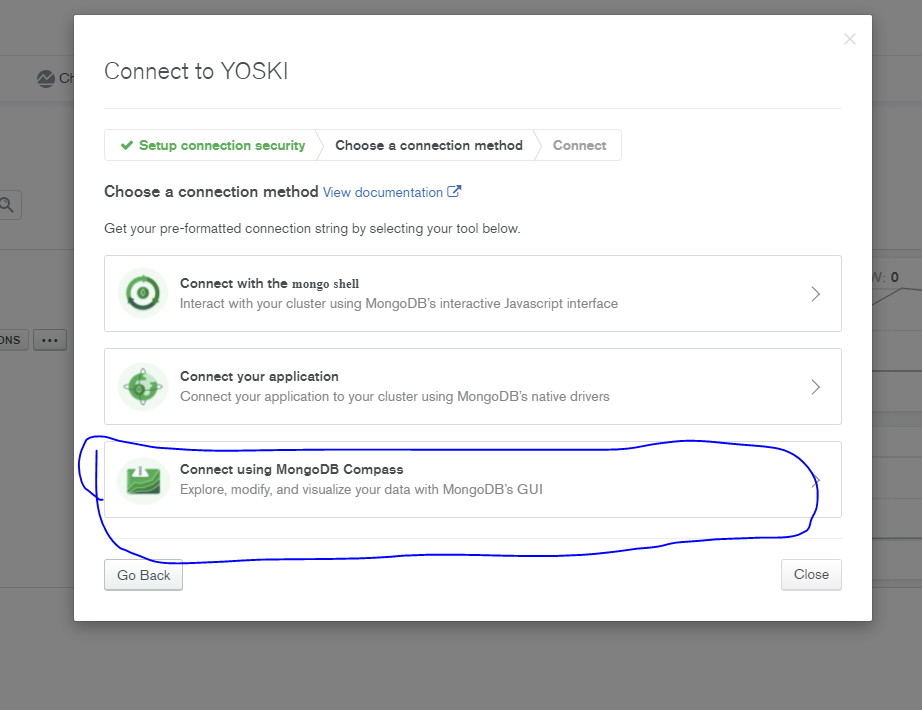 Connect to YOSKI
Ch
Setup connection security
Choose a connection method
Connect
Choose a connection method View documentation
Get your pre-formatted connection string by selecting your tool below.
W: 0
Connect with the mongo shell
Interact with your cluster using MongoDB's interactive Javascript interface
ONS
...
Connect your application
Connect your application to your cluster using MongoDB's native drivers
Connect using MongoDB Compass
Explore, modify, and visualize your data with MongoDB's GUI
Go Back
Close